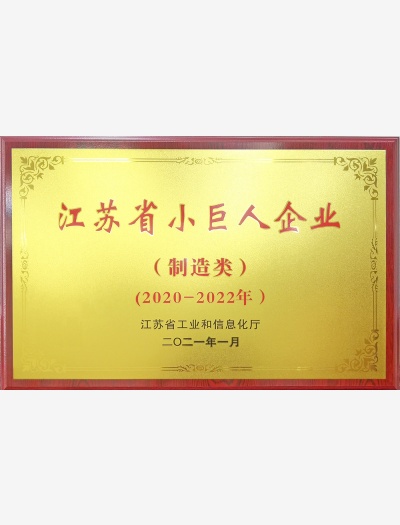 江苏省小巨人企业
（制造类）
(2020-2022年）
江苏省工业和信息化厅
二〇二一年一月